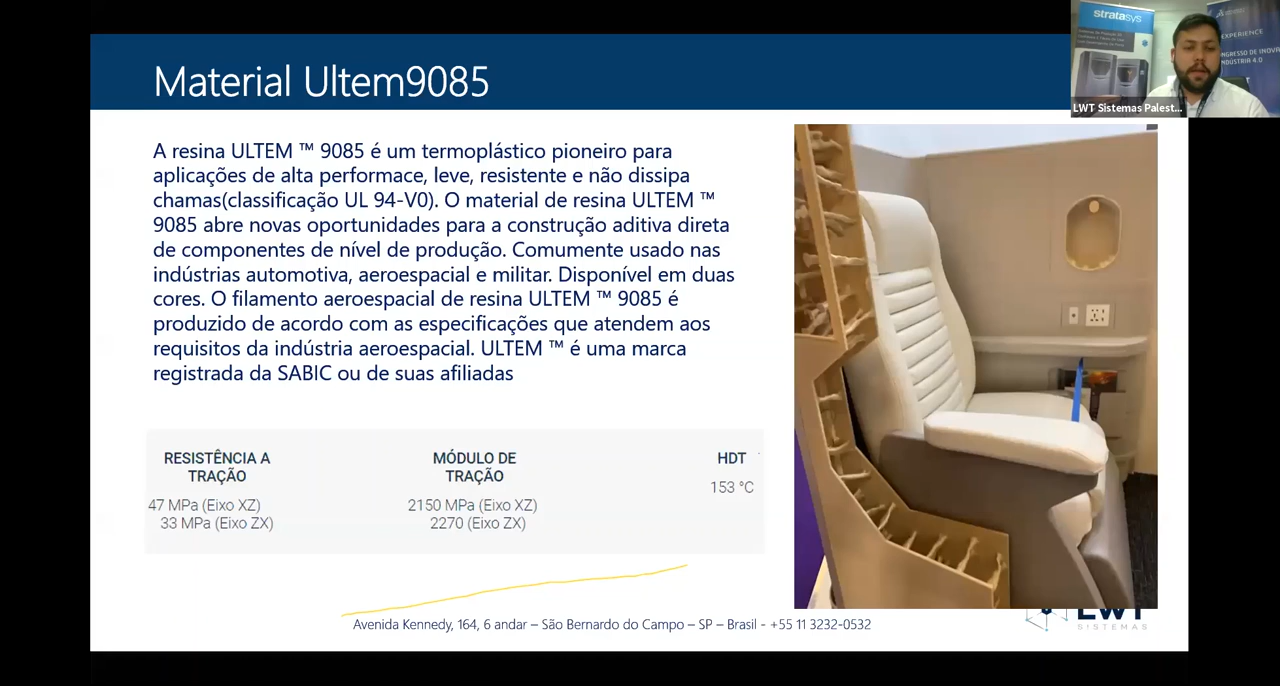 stratasys
EXPERIENCE
INDÚSTRIA 4.0
LWT Sistemas Palest...
Material Ultem9085
A resina ULTEM ™ 9085 é um termoplástico pioneiro para
aplicações de alta performace, leve, resistente e não dissipa
chamas(classificação UL 94-V0). O material de resina ULTEM ™
9085 abre novas oportunidades para a construção aditiva direta
de componentes de nível de produção. Comumente usado nas
indústrias automotiva, aeroespacial e militar. Disponível em duas
cores. O filamento aeroespacial de resina ULTEM ™ 9085 é
produzido de acordo com as especificações que atendem aos
requisitos da indústria aeroespacial. ULTEM ™ é uma marca
registrada da SABIC ou de suas afiliadas
RESISTÊNCIA A
TRAÇÃO
47 MPa (Eixo XZ)
33 MPa (Eixo ZX)
MÓDULO DE
TRAÇÃO
2150 MPa (Eixo XZ)
2270 (Eixo ZX)
HDT
153 °C
Avenida Kennedy, 164, 6 andar – São Bernardo do Campo – SP – Brasil - +55 11 3232-0532
LWT
SISTEMAS